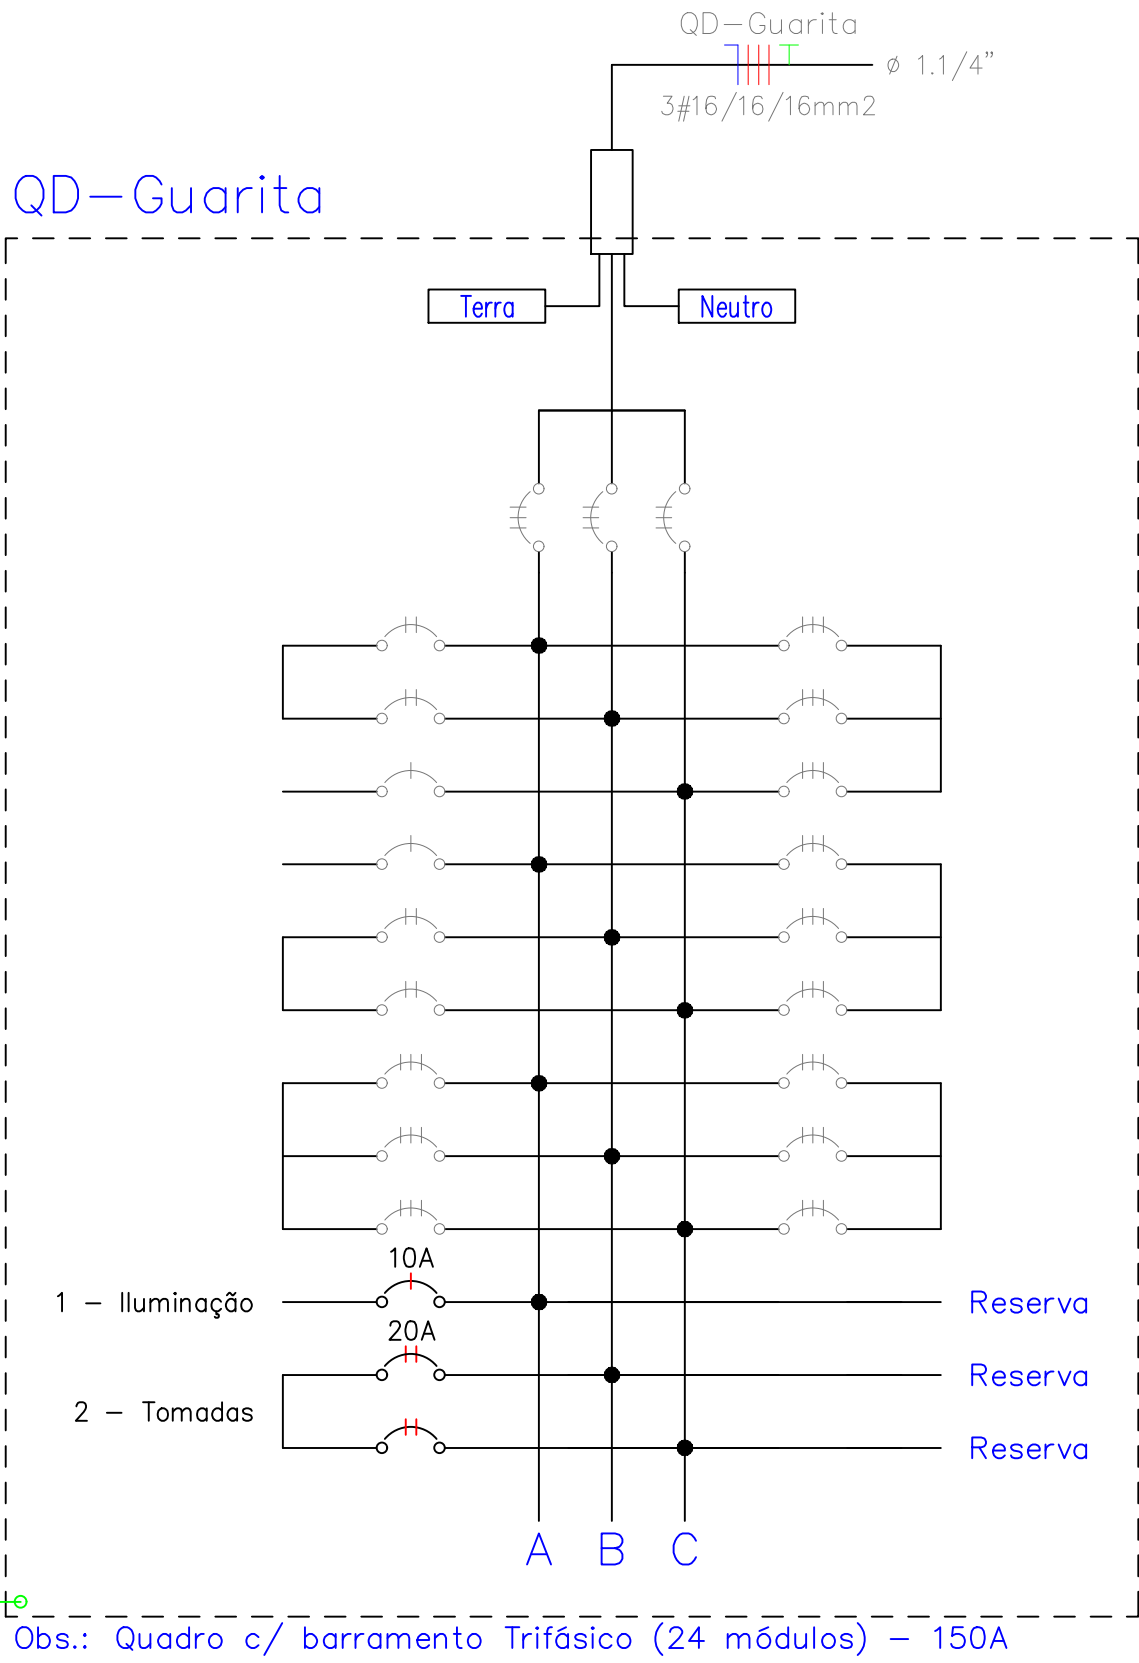 QD-Guarita
ø 1.1/4"
3#16/16/16mm2
QD-Guarita
Terra
Neutro
10A
1 - Iluminação
Reserva
20A
Reserva
2 - Tomadas
Reserva
A B C
Obs.: Quadro c/ barramento Trifásico (24 módulos) - 150A